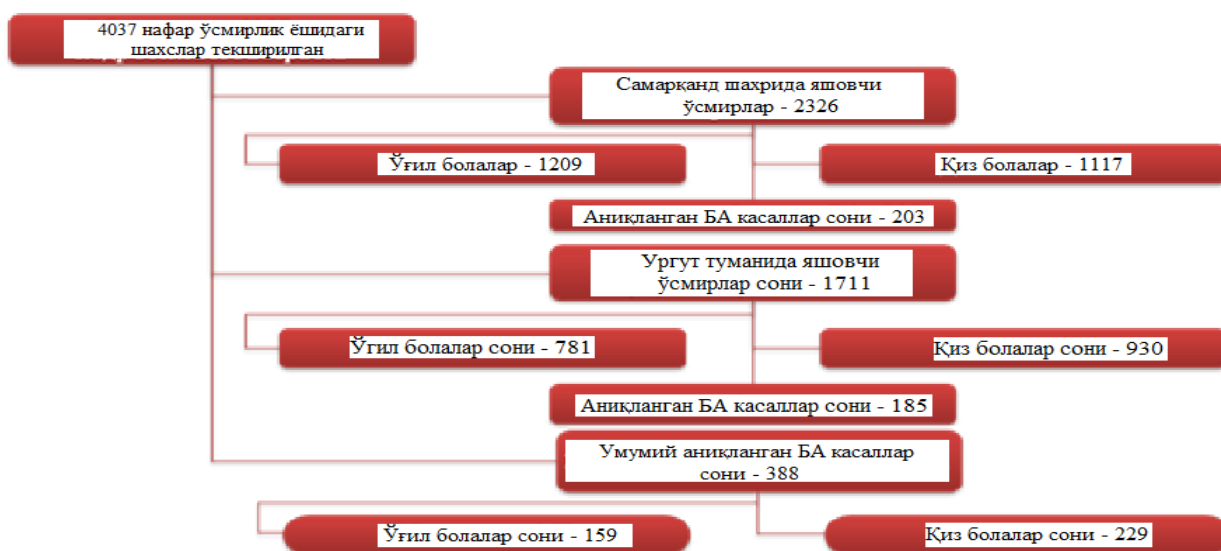 4037 нафар ўсмирлик ёшидаги
шахслар текширилган
Самарқанд шахрида яшовчи
ўсмирлар - 2326
Ўғил болалар - 1209
Қиз болалар - 1117
Аниқланган БА касаллар сони - 203
Ургут туманида яшовчи
ўсмирлар сони - 1711
Ўгил болалар сони - 781
Қиз болалар сони - 930
Аниқланган БА касаллар сони - 185
Умумий аниқланган БА касаллар
сони - 388
Ўғил болалар сони - 159
Қиз болалар сони - 229